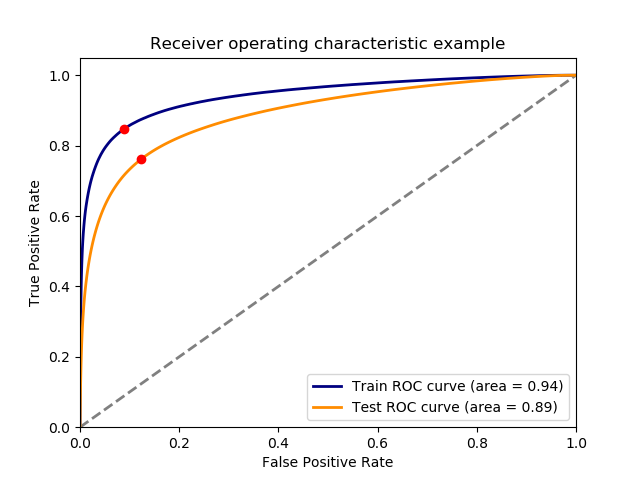 Receiver operating characteristic example
True Positive Rate
1.0
0.8
0.6
0.4
0.2
0.0
Train ROC curve (area = 0.94)
Test ROC curve (area = 0.89)
0.0 0.2 0.4 0.6 0.8 1.0
False Positive Rate